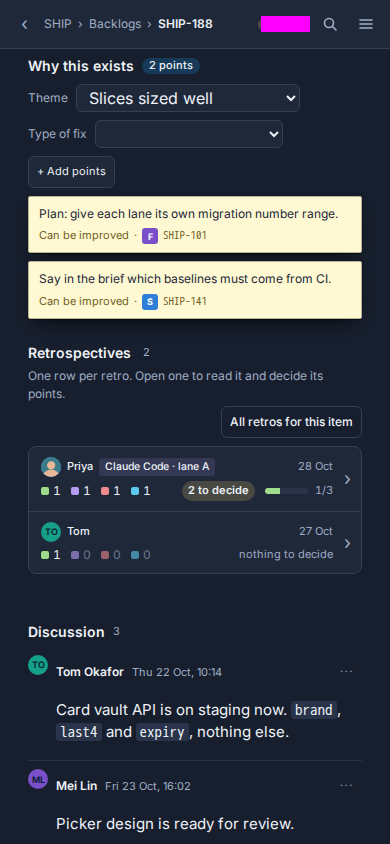 SHIP › Backlogs › SHIP-188
Why this exists 2 points
Theme Slices sized well
Type of fix
+ Add points
Plan: give each lane its own migration number range.
Can be improved · F SHIP-101
Say in the brief which baselines must come from CI.
Can be improved · S SHIP-141
Retrospectives 2
One row per retro. Open one to read it and decide its
points.
All retros for this item
Priya Claude Code · lane A 28 Oct
1 1 1 1 2 to decide 1/3
TO Tom 27 Oct
1 0 0 0 nothing to decide
Discussion 3
TO Tom Okafor Thu 22 Oct, 10:14 ...
Card vault API is on staging now. brand,
last4 and expiry, nothing else.
ML Mei Lin Fri 23 Oct, 16:02 ...
Picker design is ready for review.